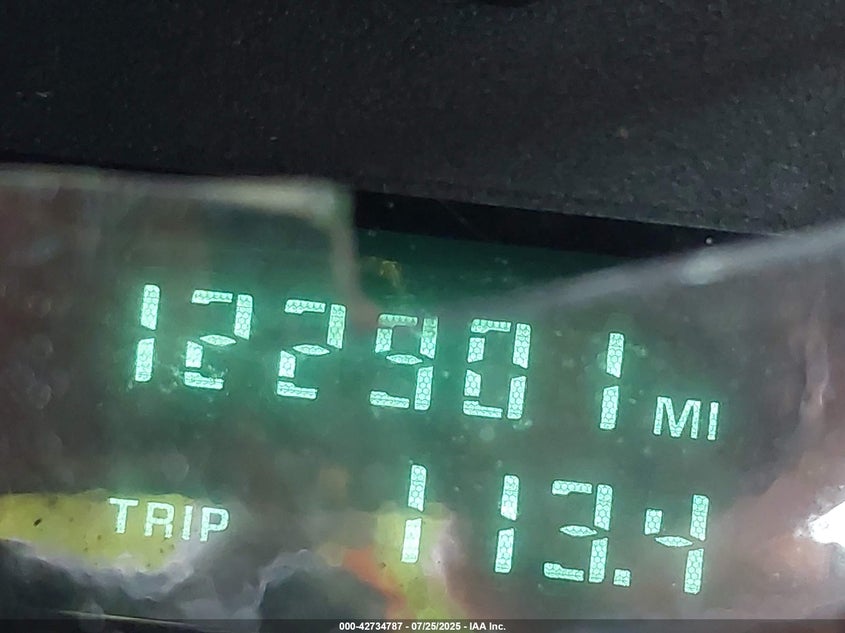 122901 MI
TRIP 113.4
000-42734787 - 07/25/2025 - IAA Inc.